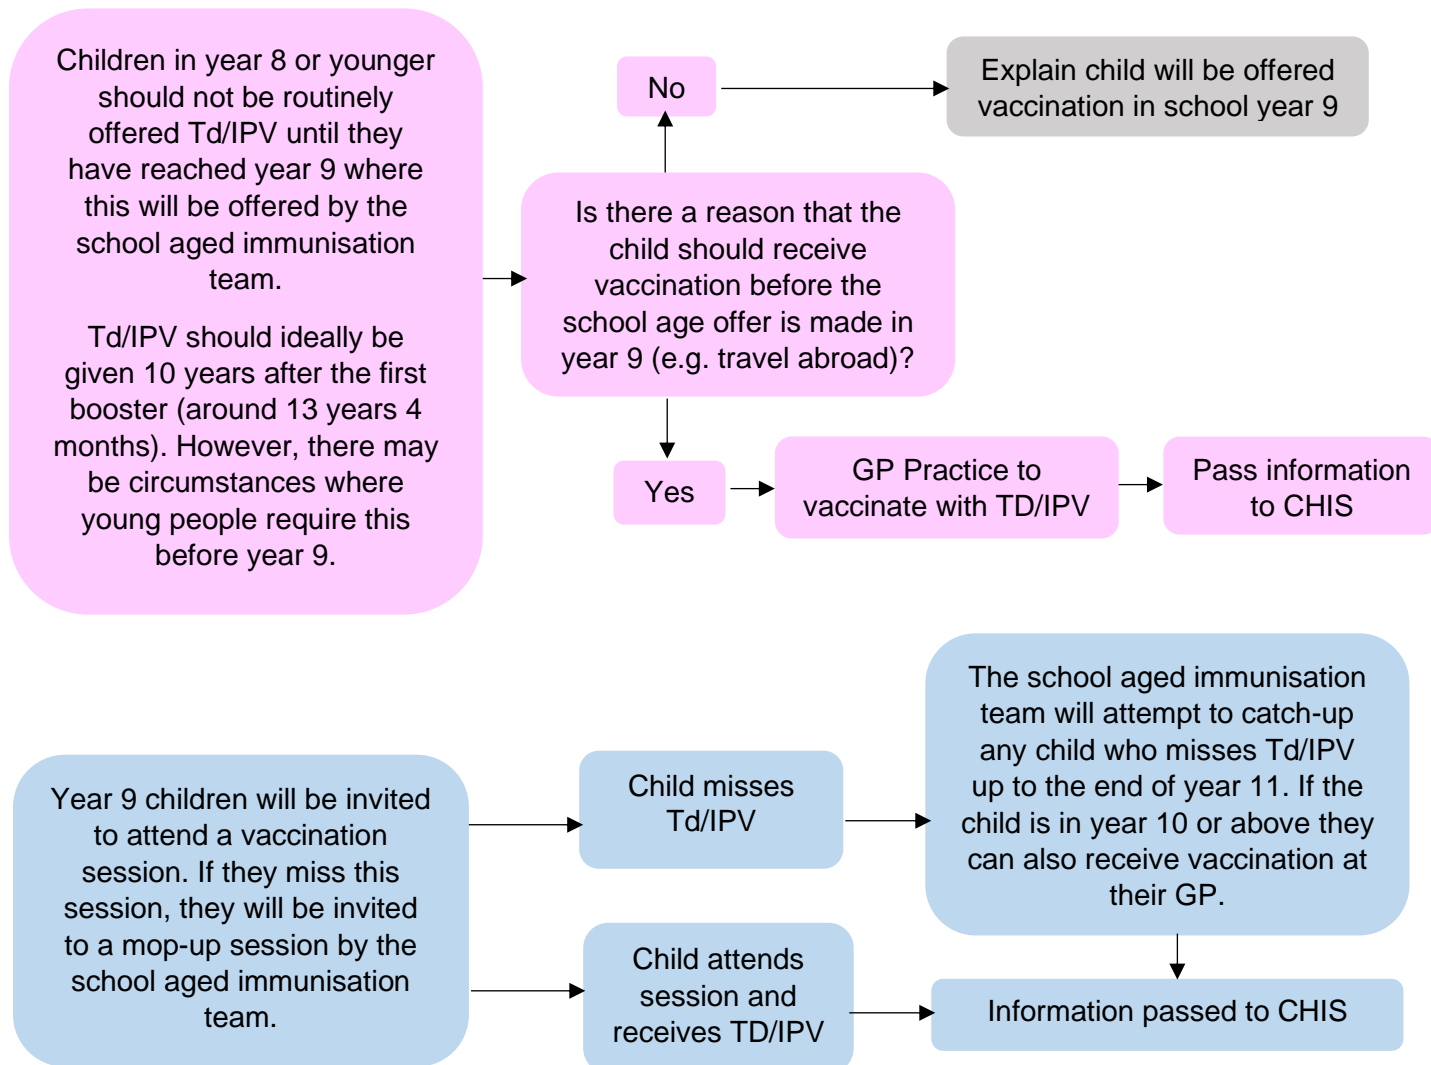 Children in year 8 or younger
should not be routinely
offered Td/IPV until they
have reached year 9 where
this will be offered by the
school aged immunisation
team.
Td/IPV should ideally be
given 10 years after the first
booster (around 13 years 4
months). However, there may
be circumstances where
young people require this
before year 9.
No
Explain child will be offered
vaccination in school year 9
Is there a reason that the
child should receive
vaccination before the
school age offer is made in
year 9 (e.g. travel abroad)?
Yes
GP Practice to
vaccinate with TD/IPV
Pass information
to CHIS
Year 9 children will be invited
to attend a vaccination
session. If they miss this
session, they will be invited
to a mop-up session by the
school aged immunisation
team.
Child misses
Td/IPV
The school aged immunisation
team will attempt to catch-up
any child who misses Td/IPV
up to the end of year 11. If the
child is in year 10 or above they
can also receive vaccination at
their GP.
Child attends
session and
receives TD/IPV
Information passed to CHIS